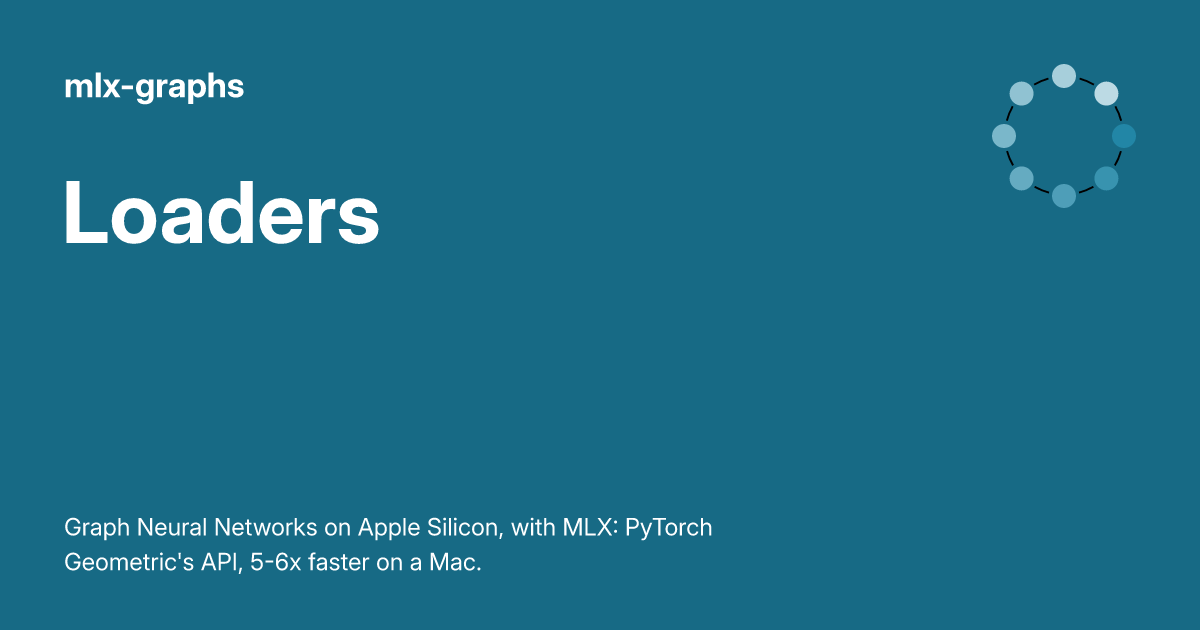 mlx-graphs
Loaders
Graph Neural Networks on Apple Silicon, with MLX: PyTorch
Geometric's API, 5-6x faster on a Mac.